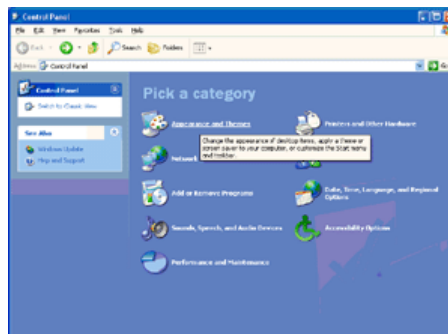 Control Panel
File Edit View Favorites Tools Help
Back Search Folders
Address Control Panel Go
Control Panel
Switch to Classic View
See Also
Windows Update
Help and Support
Pick a category
Appearance and Themes
Printers and Other Hardware
Change the appearance of desktop items, apply a theme or
screen saver to your computer, or customize the Start menu
and taskbar.
Network
Add or Remove Programs
Date, Time, Language, and Regional
Options
Sounds, Speech, and Audio Devices
Accessibility Options
Performance and Maintenance